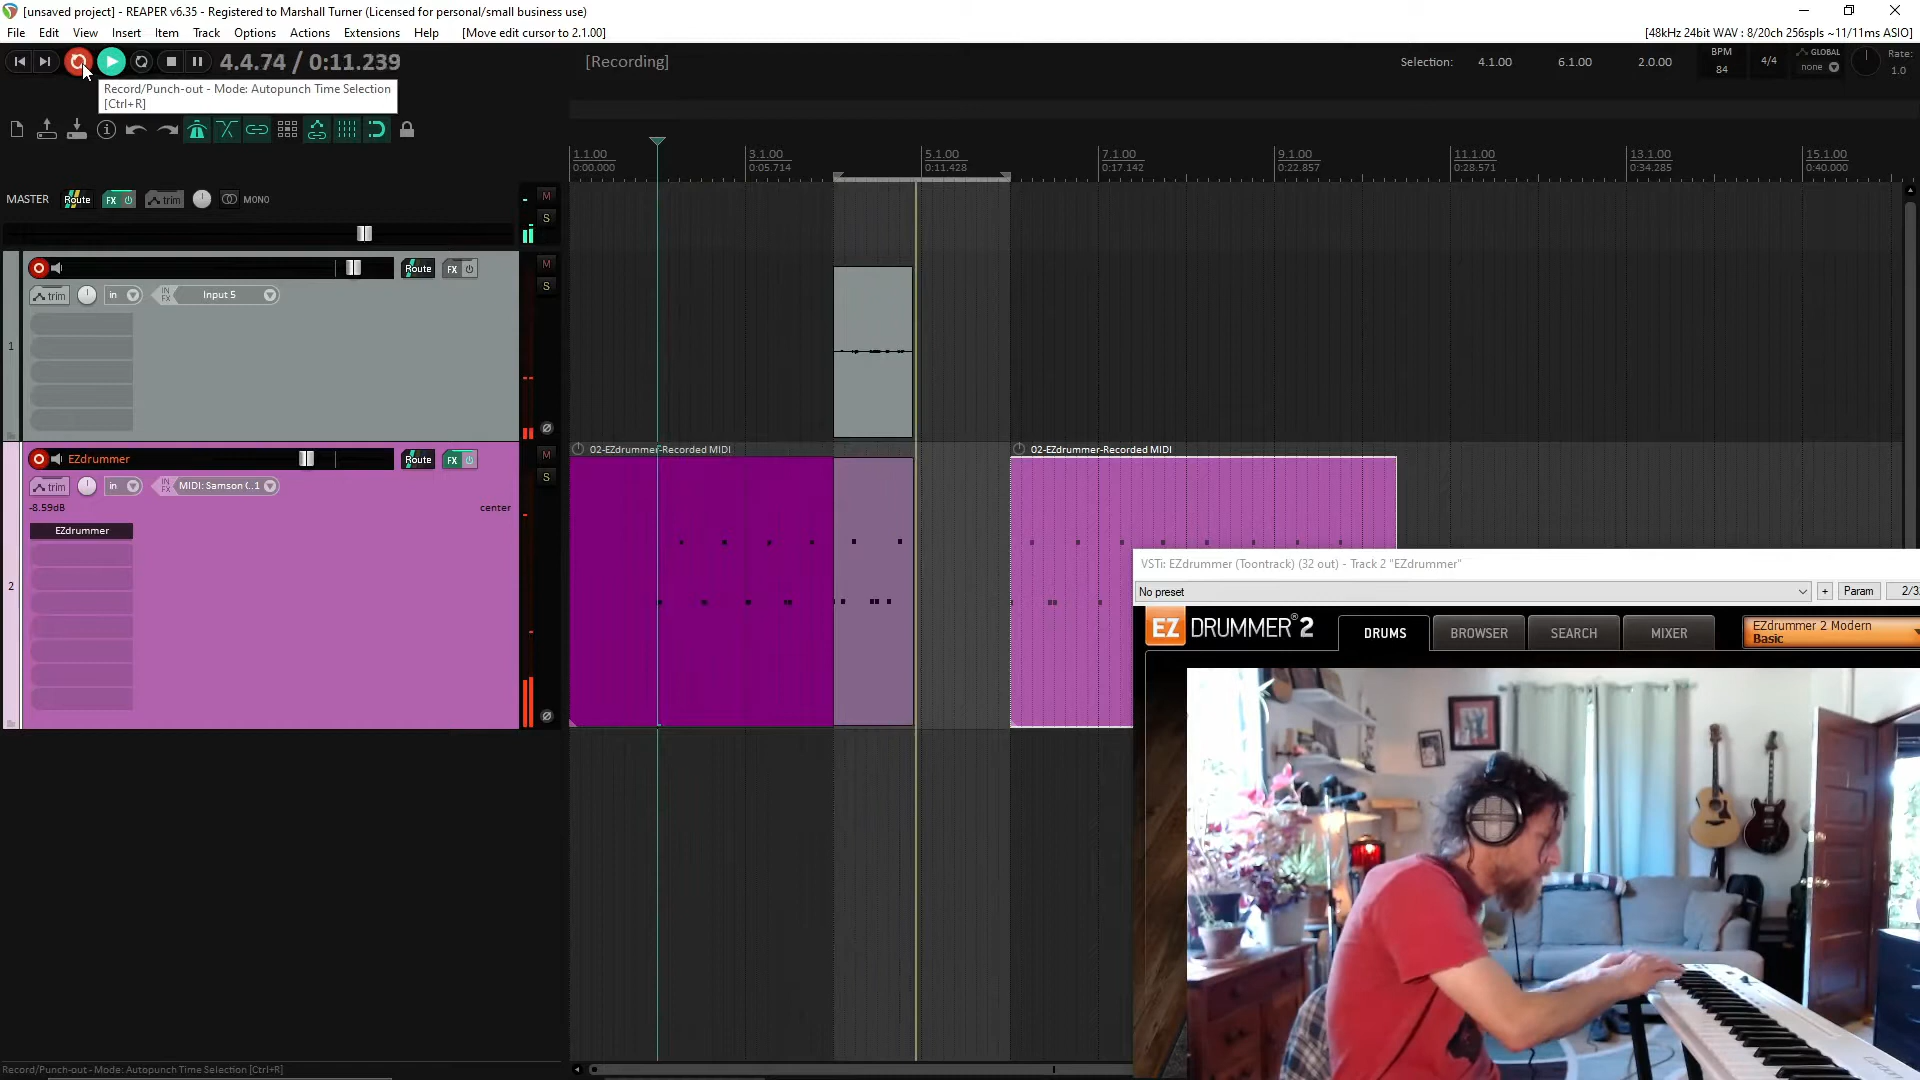 [unsaved project] - REAPER v6.35 - Registered to Marshall Turner (Licensed for personal/small business use)
File Edit View Insert Item Track Options Actions Extensions Help [Move edit cursor to 2.1.00]
[48kHz 24bit WAV : 8/20ch 256spls ~11/11ms ASIO]
4.4.74 / 0:11.239
[Recording]
Selection: 4.1.00 6.1.00 2.0.00
BPM
84
4/4
GLOBAL
none
Rate:
1.0
Record/Punch-out - Mode: Autopunch Time Selection
[Ctrl+R]
1.1.00 3.1.00 5.1.00 7.1.00 9.1.00 11.1.00 13.1.00 15.1.00
0:00.000 0:05.714 0:11.428 0:17.142 0:22.857 0:28.571 0:34.285 0:40.000
MASTER Route FX trim MONO M
S
Route FX M
trim in IN FX Input 5 S
1
02-EZdrummer-Recorded MIDI 02-EZdrummer-Recorded MIDI
EZdrummer Route FX M
trim in IN FX MIDI: Samson (..1 S
-8.59dB center
EZdrummer
2
VSTi: EZdrummer (Toontrack) (32 out) - Track 2 "EZdrummer"
No preset + Param 2/3
EZ DRUMMER® 2 DRUMS BROWSER SEARCH MIXER
EZdrummer 2 Modern
Basic
Record/Punch-out - Mode: Autopunch Time Selection [Ctrl+R]